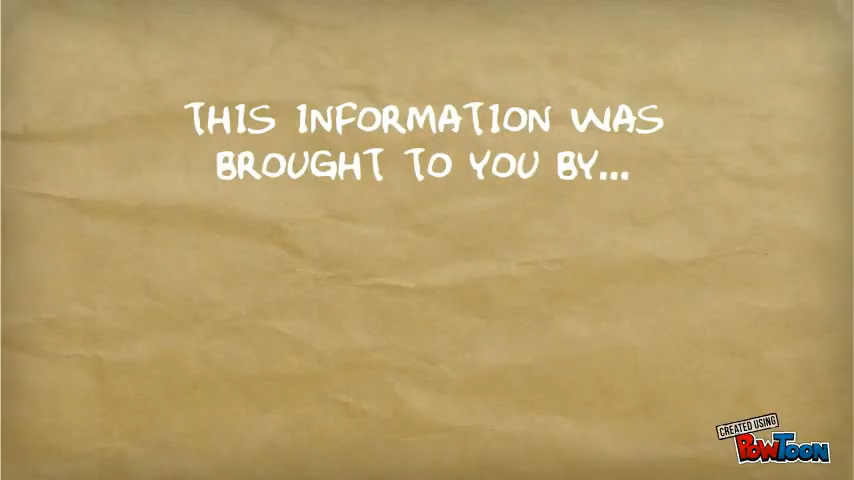 THIS INFORMATION WAS
BROUGHT TO YOU BY...
CREATED USING
POWTOON